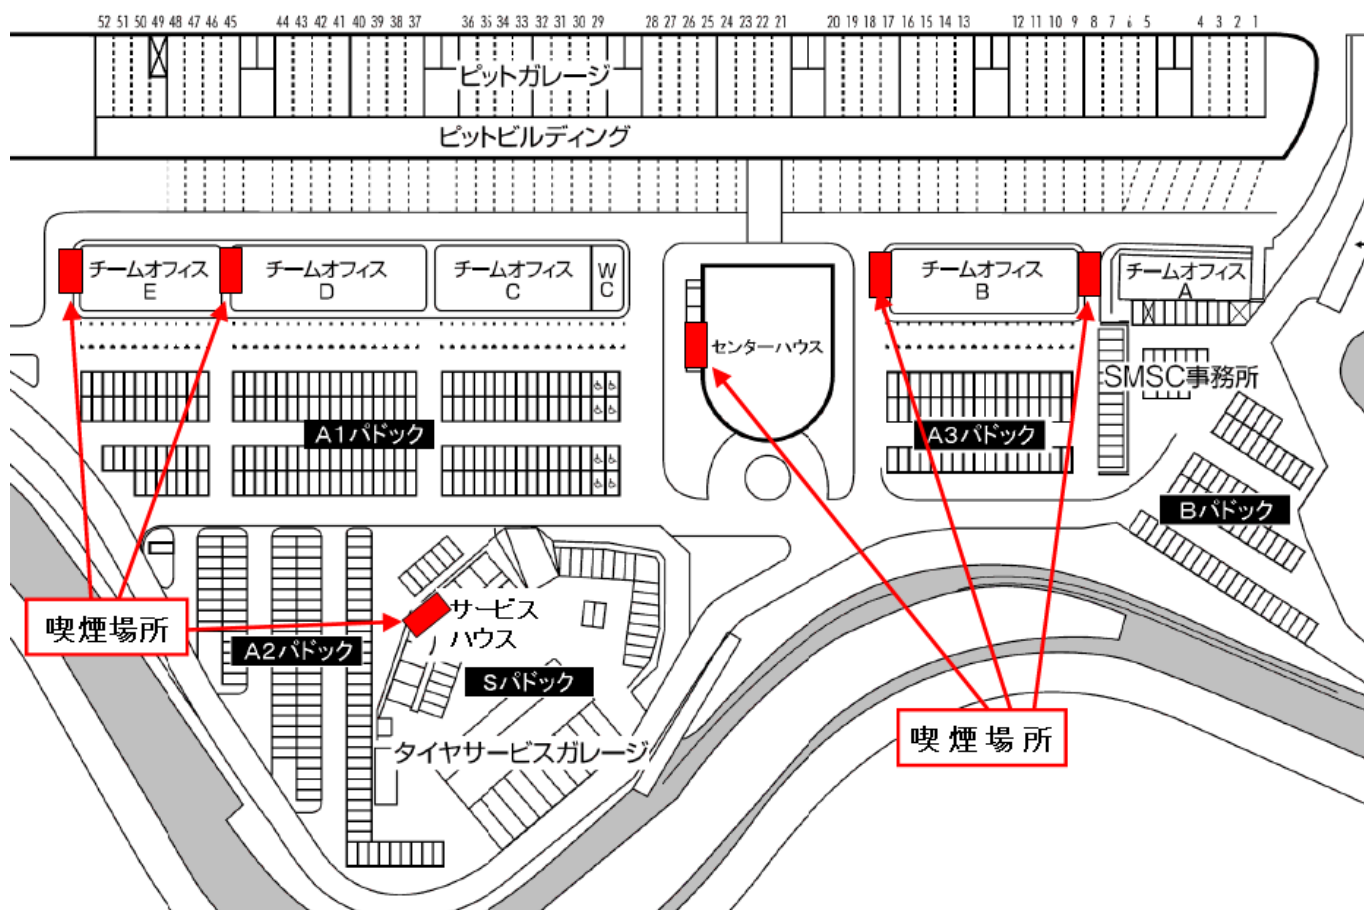 52 51 50 49 48 47 46 45 44 43 42 41 40 39 38 37 36 35 34 33 32 31 30 29 28 27 26 25 24 23 22 21 20 19 18 17 16 15 14 13 12 11 10 9 8 7 6 5 4 3 2 1
ピットガレージ
ピットビルディング
チームオフィス
E
チームオフィス
D
チームオフィス
C
W
C
センターハウス
チームオフィス
B
チームオフィス
A
SMSC事務所
A1パドック
A3パドック
Bパドック
喫煙場所
サービス
ハウス
A2パドック
Sパドック
喫煙場所
タイヤサービスガレージ